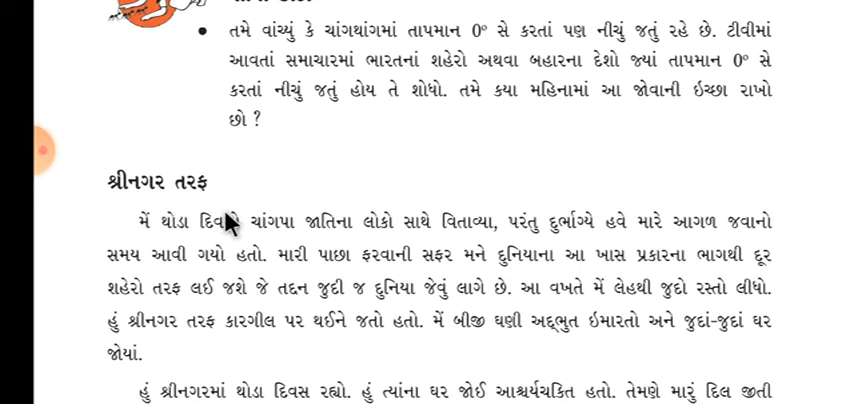 • તમે વાંચ્યું કે ચાંગથાંગમાં તાપમાન 0° સે કરતાં પણ નીચું જતું રહે છે. ટીવીમાં
આવતાં સમાચારમાં ભારતનાં શહેરો અથવા બહારના દેશો જ્યાં તાપમાન 0° સે
કરતાં નીચું જતું હોય તે શોધો. તમે કયા મહિનામાં આ જોવાની ઇચ્છા રાખો
છો ?
શ્રીનગર તરફ
મેં થોડા ચાંગપા જાતિના લોકો સાથે વિતાવ્યા, પરંતુ દુર્ભાગ્યે હવે મારે આગળ જવાનો
સમય આવી ગયો હતો. મારી પાછા ફરવાની સફર મને દુનિયાના આ ખાસ પ્રકારના ભાગથી દૂર
શહેરો તરફ લઈ જશે જે તદ્દન જુદી જ દુનિયા જેવું લાગે છે. આ વખતે મેં લેહથી જુદો રસ્તો લીધો.
હું શ્રીનગર તરફ કારગીલ પર થઈને જતો હતો. મેં બીજી ઘણી અદ્ભુત ઇમારતો અને જુદાં-જુદાં ઘર
જોયાં.
હું શ્રીનગરમાં થોડા દિવસ રહ્યો. હું ત્યાંના ઘર જોઈ આશ્ચર્યચકિત હતો. તેમણે મારું દિલ જીતી